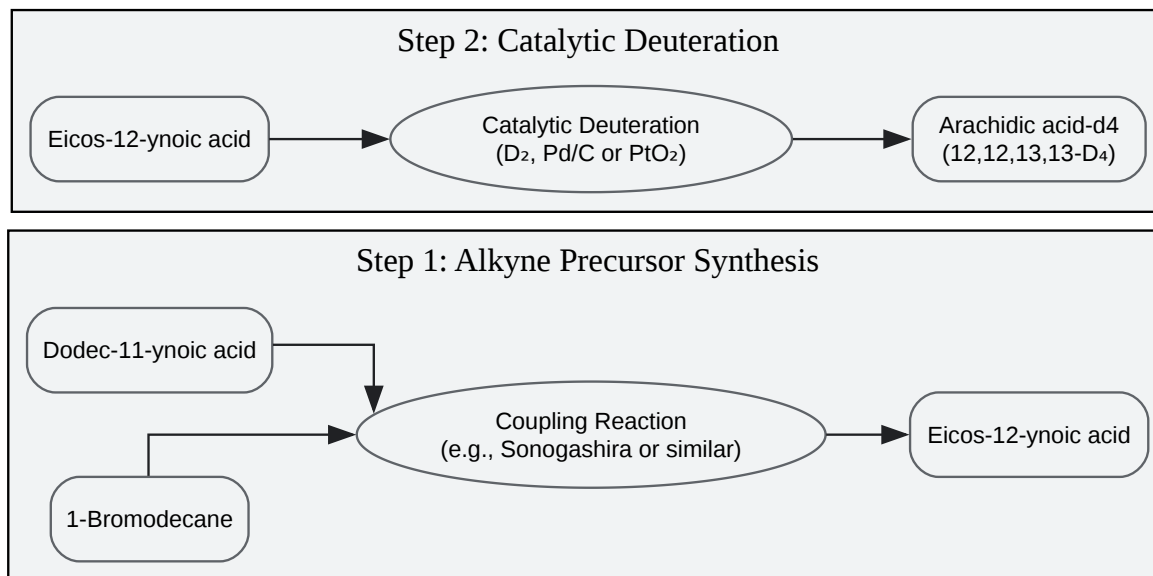 Step 2: Catalytic Deuteration
Eicos-12-ynoic acid
Catalytic Deuteration
(D₂, Pd/C or PtO₂)
Arachidic acid-d4
(12,12,13,13-D₄)
Step 1: Alkyne Precursor Synthesis
Dodec-11-ynoic acid
1-Bromodecane
Coupling Reaction
(e.g., Sonogashira or similar)
Eicos-12-ynoic acid